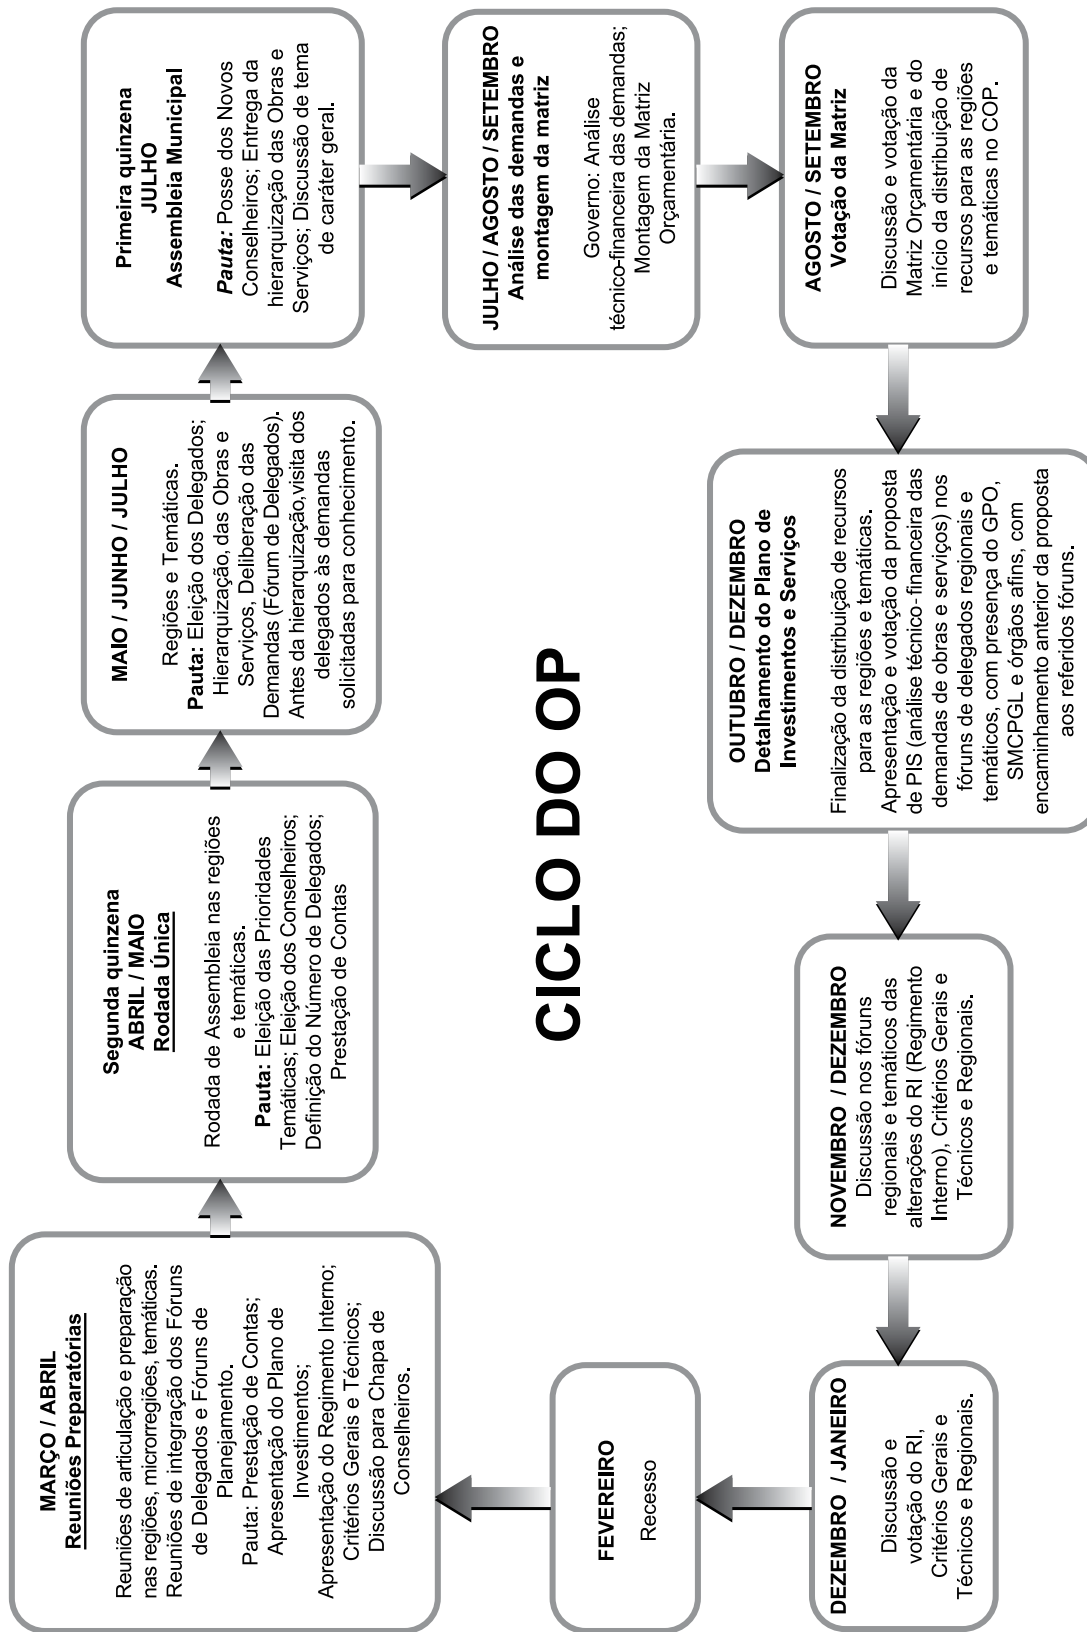 CICLO DO OP
MARÇO / ABRIL
Reuniões Preparatórias
Reuniões de articulação e preparação
nas regiões, microrregiões, temáticas.
Reuniões de integração dos Fóruns
de Delegados e Fóruns de
Planejamento.
Pauta: Prestação de Contas;
Apresentação do Plano de
Investimentos;
Apresentação do Regimento Interno;
Critérios Gerais e Técnicos;
Discussão para Chapa de
Conselheiros.
Segunda quinzena
ABRIL / MAIO
Rodada Única
Rodada de Assembleia nas regiões
e temáticas.
Pauta: Eleição das Prioridades
Temáticas; Eleição dos Conselheiros;
Definição do Número de Delegados;
Prestação de Contas
MAIO / JUNHO / JULHO
Regiões e Temáticas.
Pauta: Eleição dos Delegados;
Hierarquização, das Obras e
Serviços, Deliberação das
Demandas (Fórum de Delegados).
Antes da hierarquização, visita dos
delegados às demandas
solicitadas para conhecimento.
Primeira quinzena
JULHO
Assembleia Municipal
Pauta: Posse dos Novos
Conselheiros; Entrega da
hierarquização das Obras e
Serviços; Discussão de tema
de caráter geral.
JULHO / AGOSTO / SETEMBRO
Análise das demandas e
montagem da matriz
Governo: Análise
técnico-financeira das demandas;
Montagem da Matriz
Orçamentária.
AGOSTO / SETEMBRO
Votação da Matriz
Discussão e votação da
Matriz Orçamentária e do
início da distribuição de
recursos para as regiões
e temáticas no COP.
OUTUBRO / DEZEMBRO
Detalhamento do Plano de
Investimentos e Serviços
Finalização da distribuição de recursos
para as regiões e temáticas.
Apresentação e votação da proposta
de PIS (análise técnico-financeira das
demandas de obras e serviços) nos
fóruns de delegados regionais e
temáticos, com presença do GPO,
SMCPGL e órgãos afins, com
encaminhamento anterior da proposta
aos referidos fóruns.
NOVEMBRO / DEZEMBRO
Discussão nos fóruns
regionais e temáticos das
alterações do RI (Regimento
Interno), Critérios Gerais e
Técnicos e Regionais.
DEZEMBRO / JANEIRO
Discussão e
votação do RI,
Critérios Gerais e
Técnicos e Regionais.
FEVEREIRO
Recesso